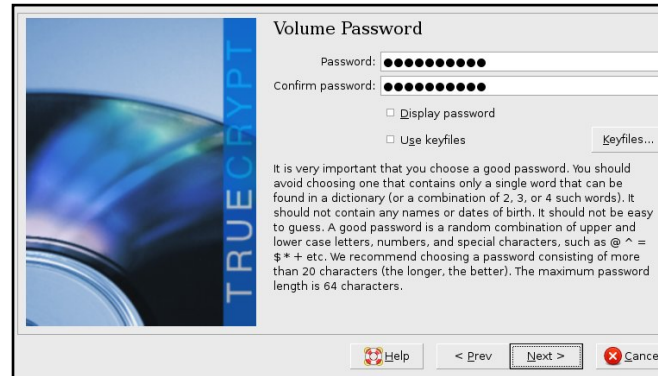 Volume Password
Password: ●●●●●●●●●●
Confirm password: ●●●●●●●●●●
Display password
Use keyfiles
Keyfiles...
It is very important that you choose a good password. You should
avoid choosing one that contains only a single word that can be
found in a dictionary (or a combination of 2, 3, or 4 such words). It
should not contain any names or dates of birth. It should not be easy
to guess. A good password is a random combination of upper and
lower case letters, numbers, and special characters, such as @ ^ =
$ * + etc. We recommend choosing a password consisting of more
than 20 characters (the longer, the better). The maximum password
length is 64 characters.
TRUECRYPT
Help
< Prev
Next >
Cance